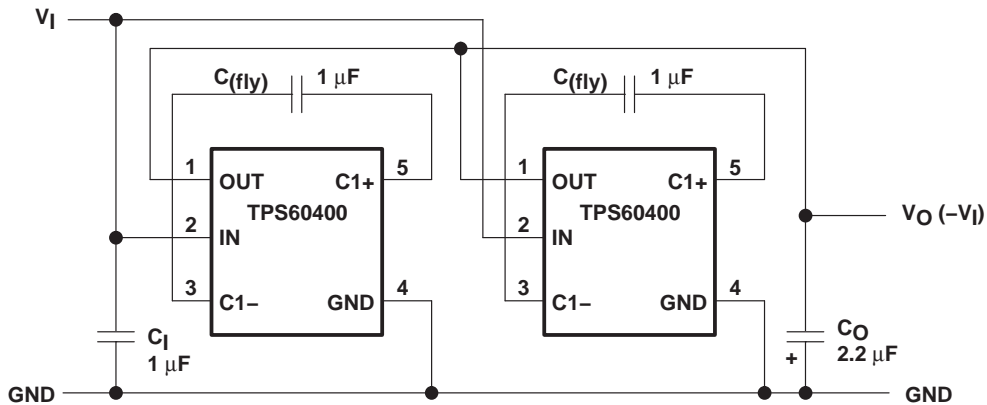 VI
C(fly) 1 μF
C(fly) 1 μF
1 OUT C1+ 5
TPS60400
2 IN
3 C1− GND 4
1 OUT C1+ 5
TPS60400
2 IN
3 C1− GND 4
VO (−VI)
CI
1 μF
CO
2.2 μF
+
GND
GND